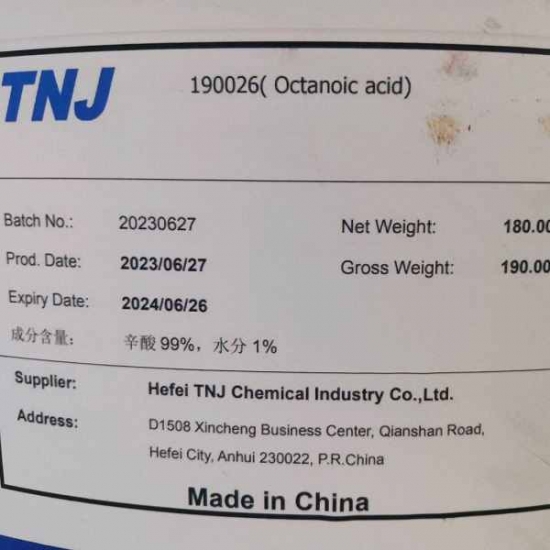 TNJ
190026( Octanoic acid)
Batch No.: 20230627 Net Weight: 180.00
Prod. Date: 2023/06/27 Gross Weight: 190.00
Expiry Date: 2024/06/26
成分含量: 辛酸 99%，水分 1%
Supplier: Hefei TNJ Chemical Industry Co.,Ltd.
Address: D1508 Xincheng Business Center, Qianshan Road,
Hefei City, Anhui 230022, P.R.China
Made in China